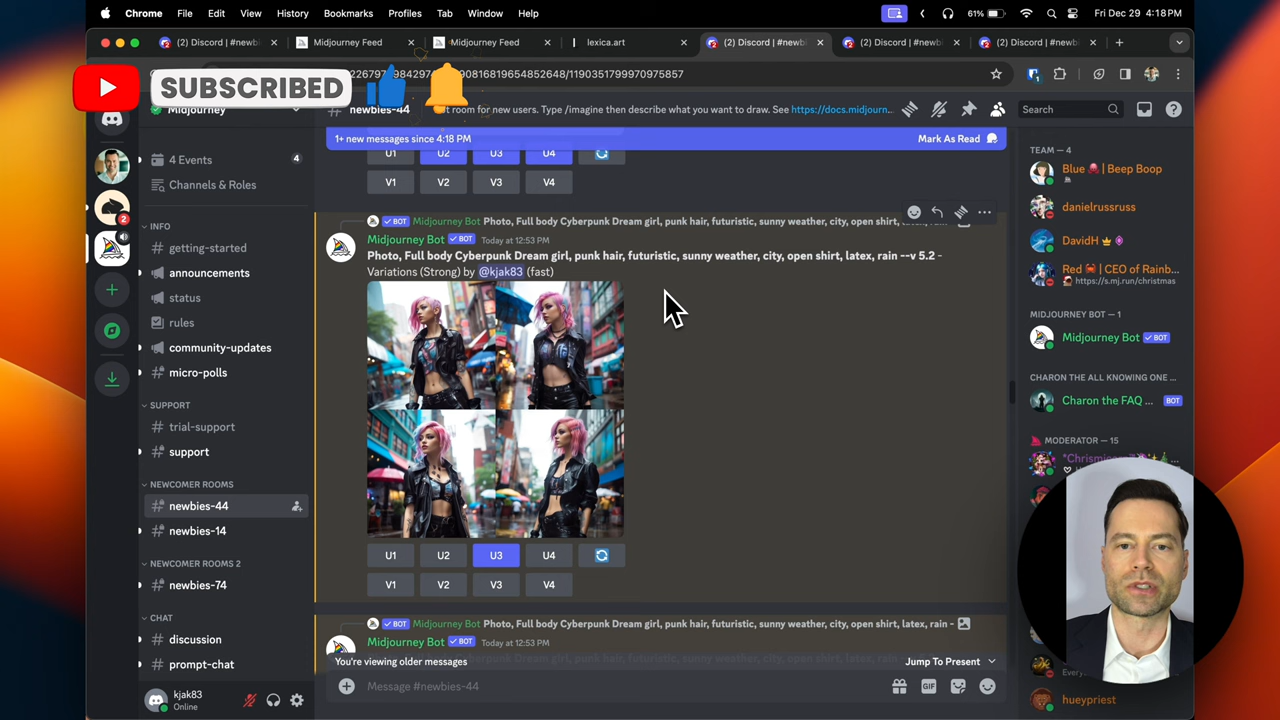 Chrome File Edit View History Bookmarks Profiles Tab Window Help 61% Fri Dec 29 4:18 PM
(2) Discord | #newbi Midjourney Feed Midjourney Feed lexica.art (2) Discord | #newbi (2) Discord | #newbi (2) Discord | #newbi
SUBSCRIBED
Midjourney
4 Events 4
Channels & Roles
INFO
getting-started
announcements
status
rules
community-updates
micro-polls
SUPPORT
trial-support
support
NEWCOMER ROOMS
newbies-44
newbies-14
NEWCOMER ROOMS 2
newbies-74
CHAT
discussion
prompt-chat
kjak83
Online
2
newbies-44 room for new users. Type /imagine then describe what you want to draw. See https://docs.midjourn...
Search
1+ new messages since 4:18 PM Mark As Read
U1 U2 U3 U4
V1 V2 V3 V4
BOT Midjourney Bot Photo, Full body Cyberpunk Dream girl, punk hair, futuristic, sunny weather, city, open shirt,
Midjourney Bot BOT Today at 12:53 PM
Photo, Full body Cyberpunk Dream girl, punk hair, futuristic, sunny weather, city, open shirt, latex, rain --v 5.2 -
Variations (Strong) by @kjak83 (fast)
U1 U2 U3 U4
V1 V2 V3 V4
BOT Midjourney Bot Photo, Full body Cyberpunk Dream girl, punk hair, futuristic, sunny weather, city, open shirt, latex, rain -
Midjourney Bot BOT Today at 12:53 PM
You're viewing older messages Jump To Present
Message #newbies-44
GIF
TEAM — 4
Blue | Beep Boop
danielrussruss
DavidH
Red | CEO of Rainb...
https://s.mj.run/christmas
MIDJOURNEY BOT — 1
Midjourney Bot BOT
CHARON THE ALL KNOWING ONE ...
Charon the FAQ ... BOT
MODERATOR — 15
hueypriest